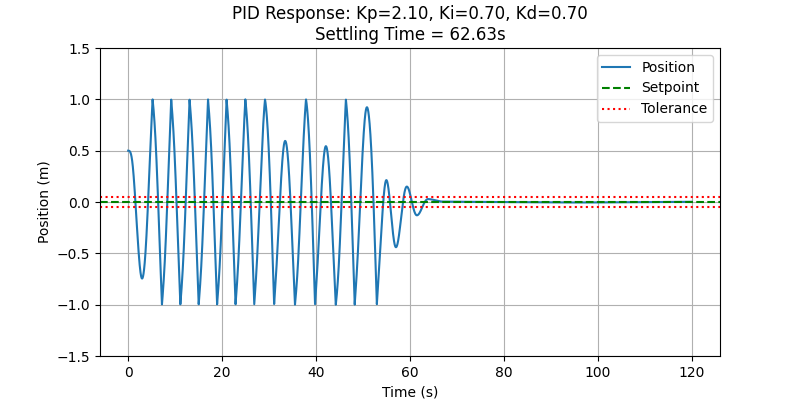 PID Response: Kp=2.10, Ki=0.70, Kd=0.70
Settling Time = 62.63s
1.5
1.0
0.5
0.0
−0.5
−1.0
−1.5
Position (m)
Position
Setpoint
Tolerance
0
20
40
60
80
100
120
Time (s)